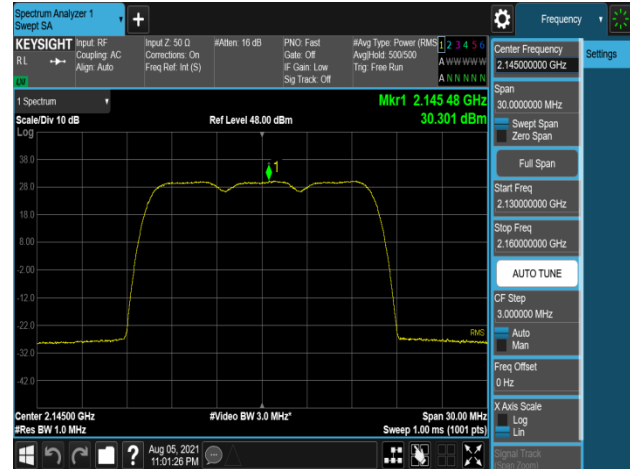 Spectrum Analyzer 1
Swept SA
+
Frequency
KEYSIGHT
RL
LM
Input: RF
Coupling: AC
Align: Auto
Input Z: 50 Ω
Corrections: On
Freq Ref: Int (S)
#Atten: 16 dB
PNO: Fast
Gate: Off
IF Gain: Low
Sig Track: Off
#Avg Type: Power (RMS
Avg|Hold: 500/500
Trig: Free Run
1 2 3 4 5 6
A W W W W W
A N N N N N
1 Spectrum
Scale/Div 10 dB
Log
Ref Level 48.00 dBm
Mkr1 2.145 48 GHz
30.301 dBm
38.0
28.0
18.0
8.00
-2.00
-12.0
-22.0
-32.0
-42.0
1
RMS
Center 2.14500 GHz
#Res BW 1.0 MHz
#Video BW 3.0 MHz*
Span 30.00 MHz
Sweep 1.00 ms (1001 pts)
Center Frequency
2.145000000 GHz
Span
30.0000000 MHz
Swept Span
Zero Span
Full Span
Start Freq
2.130000000 GHz
Stop Freq
2.160000000 GHz
AUTO TUNE
CF Step
3.000000 MHz
Auto
Man
Freq Offset
0 Hz
X Axis Scale
Log
Lin
Signal Track
(Span Zoom)
Settings
?
Aug 05, 2021
11:01:26 PM